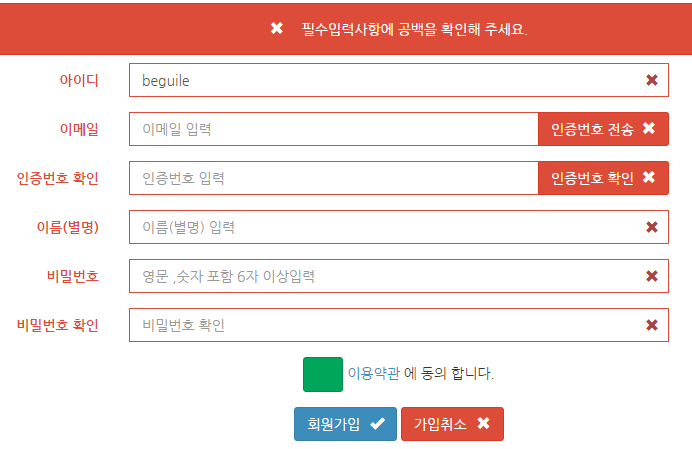 필수입력사항에 공백을 확인해 주세요.
아이디 beguile
이메일 이메일 입력 인증번호 전송
인증번호 확인 인증번호 입력 인증번호 확인
이름(별명) 이름(별명) 입력
비밀번호 영문 ,숫자 포함 6자 이상입력
비밀번호 확인 비밀번호 확인
이용약관 에 동의 합니다.
회원가입 가입취소